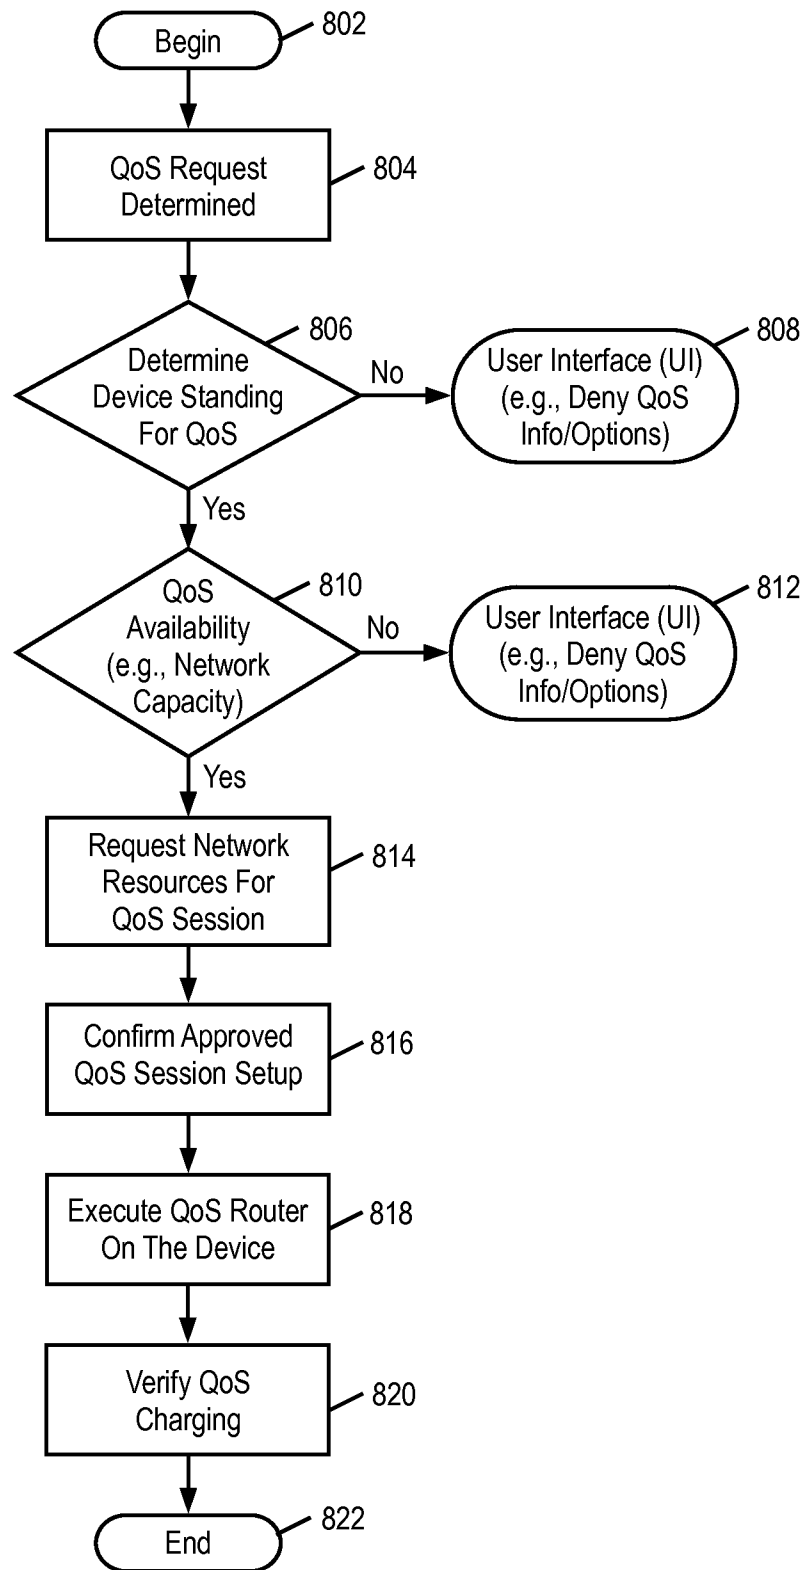 Begin
802
QoS Request
Determined
804
806
Determine
Device Standing
For QoS
No
808
User Interface (UI)
(e.g., Deny QoS
Info/Options)
Yes
810
QoS
Availability
(e.g., Network
Capacity)
No
812
User Interface (UI)
(e.g., Deny QoS
Info/Options)
Yes
Request Network
Resources For
QoS Session
814
Confirm Approved
QoS Session Setup
816
Execute QoS Router
On The Device
818
Verify QoS
Charging
820
End
822